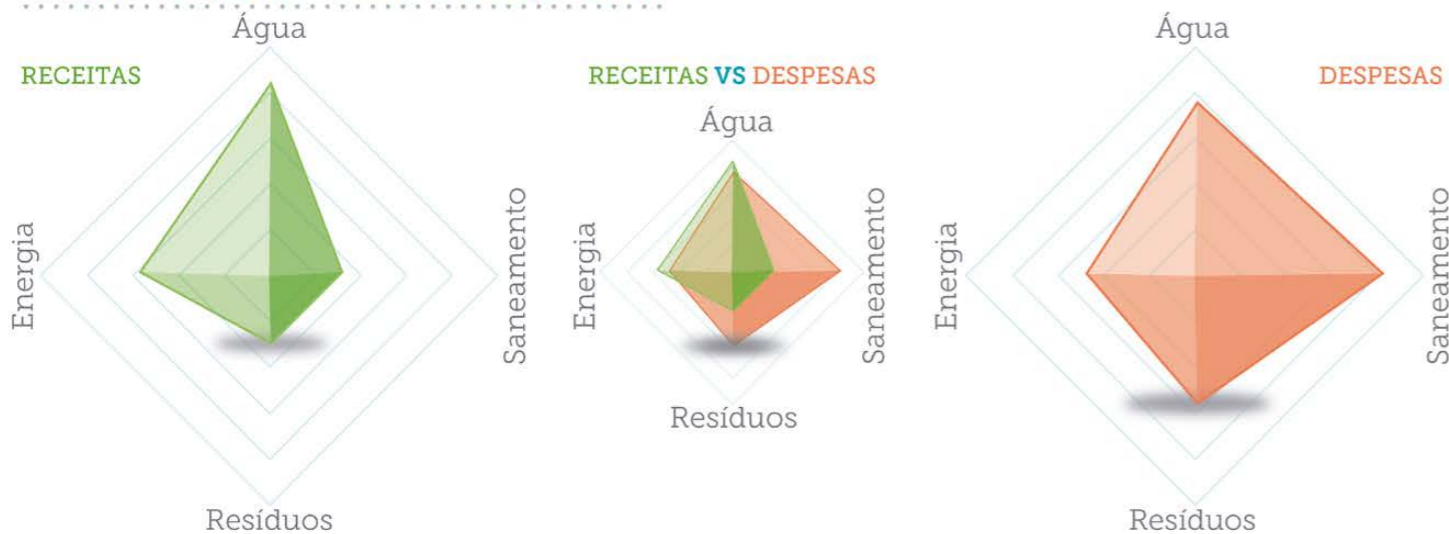 Água
RECEITAS
Energia
Saneamento
Resíduos
RECEITAS VS DESPESAS
Água
Energia
Saneamento
Resíduos
Água
DESPESAS
Energia
Saneamento
Resíduos